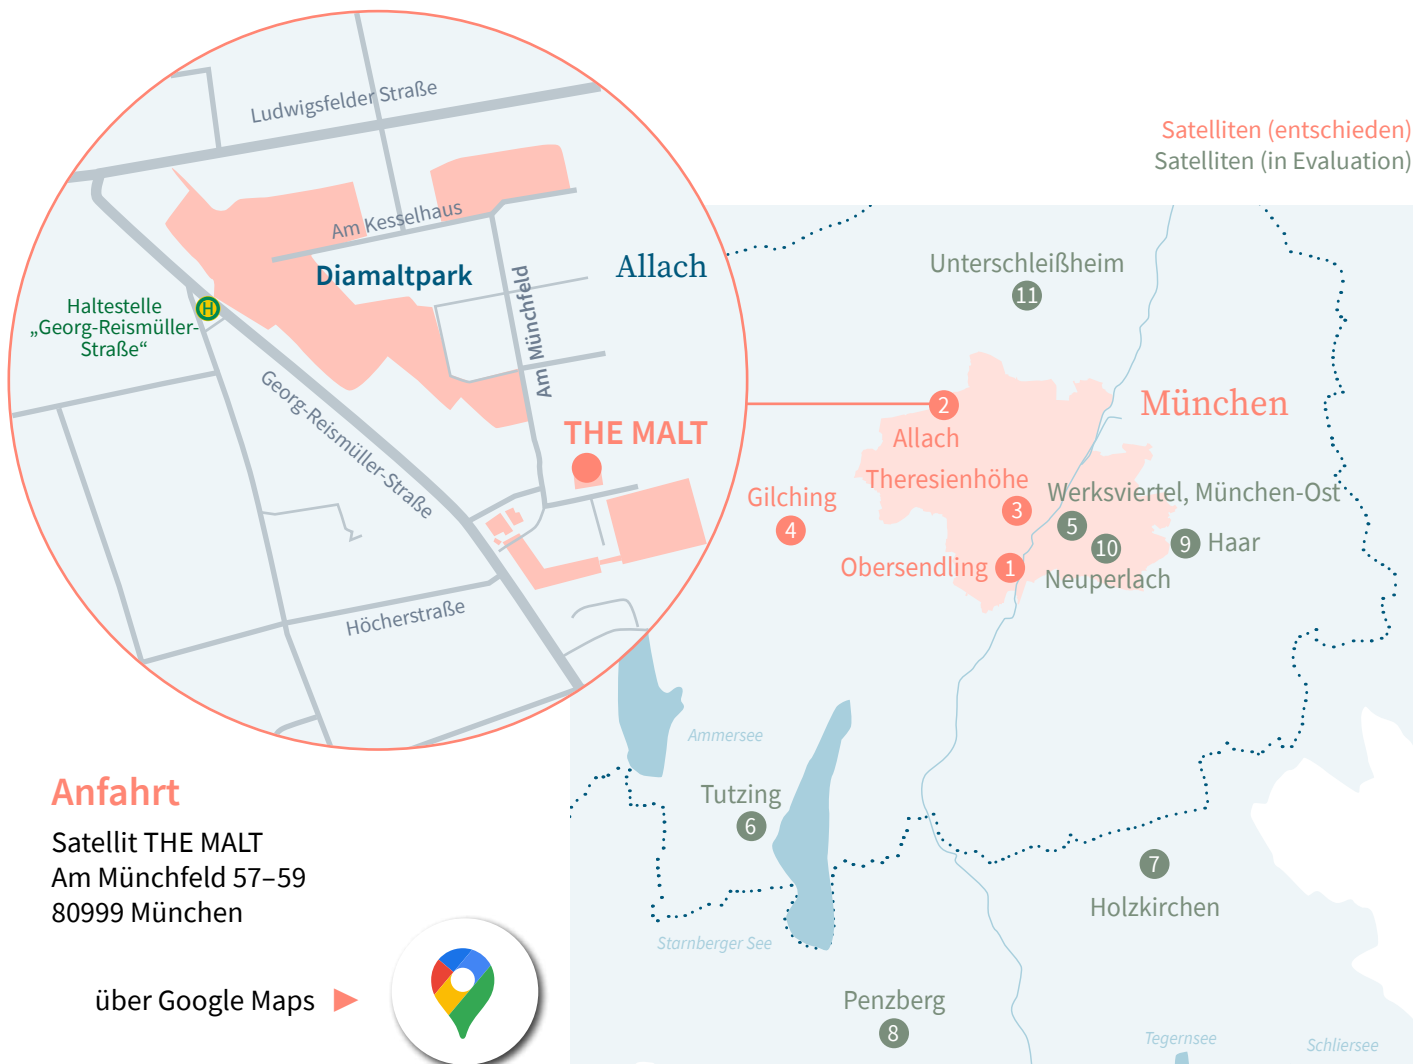 Ludwigsfelder Straße
Am Kesselhaus
Diamaltpark
Allach
Am Münchfeld
Haltestelle
„Georg-Reismüller-
Straße“
H
Georg-Reismüller-Straße
THE MALT
Höcherstraße
Satelliten (entschieden)
Satelliten (in Evaluation)
Unterschleißheim
11
München
2
Allach
Theresienhöhe
3
Gilching
4
Werksviertel, München-Ost
5
10
Neuperlach
9 Haar
Obersendling 1
Ammersee
Tutzing
6
7
Holzkirchen
Starnberger See
Penzberg
8
Tegernsee
Schliersee
Anfahrt
Satellit THE MALT
Am Münchfeld 57–59
80999 München
über Google Maps